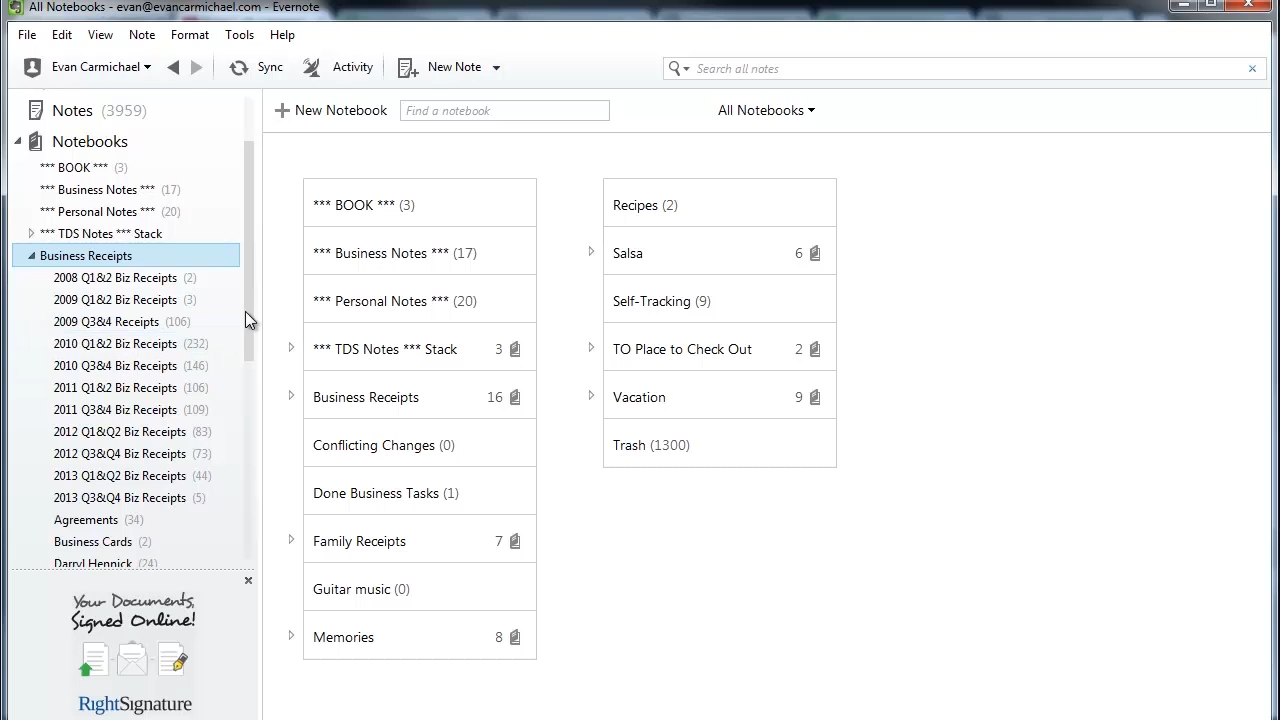 All Notebooks - evan@evancarmichael.com - Evernote
File Edit View Note Format Tools Help
Evan Carmichael Sync Activity New Note Search all notes
Notes (3959)
Notebooks
*** BOOK *** (3)
*** Business Notes *** (17)
*** Personal Notes *** (20)
*** TDS Notes *** Stack
Business Receipts
2008 Q1&2 Biz Receipts (2)
2009 Q1&2 Biz Receipts (3)
2009 Q3&4 Receipts (106)
2010 Q1&2 Biz Receipts (232)
2010 Q3&4 Biz Receipts (146)
2011 Q1&2 Biz Receipts (106)
2011 Q3&4 Biz Receipts (109)
2012 Q1&Q2 Biz Receipts (83)
2012 Q3&Q4 Biz Receipts (73)
2013 Q1&Q2 Biz Receipts (44)
2013 Q3&Q4 Biz Receipts (5)
Agreements (34)
Business Cards (2)
Darryl Hennick (24)
Your Documents,
Signed Online!
RightSignature
New Notebook Find a notebook All Notebooks
*** BOOK *** (3)
*** Business Notes *** (17)
*** Personal Notes *** (20)
*** TDS Notes *** Stack 3
Business Receipts 16
Conflicting Changes (0)
Done Business Tasks (1)
Family Receipts 7
Guitar music (0)
Memories 8
Recipes (2)
Salsa 6
Self-Tracking (9)
TO Place to Check Out 2
Vacation 9
Trash (1300)